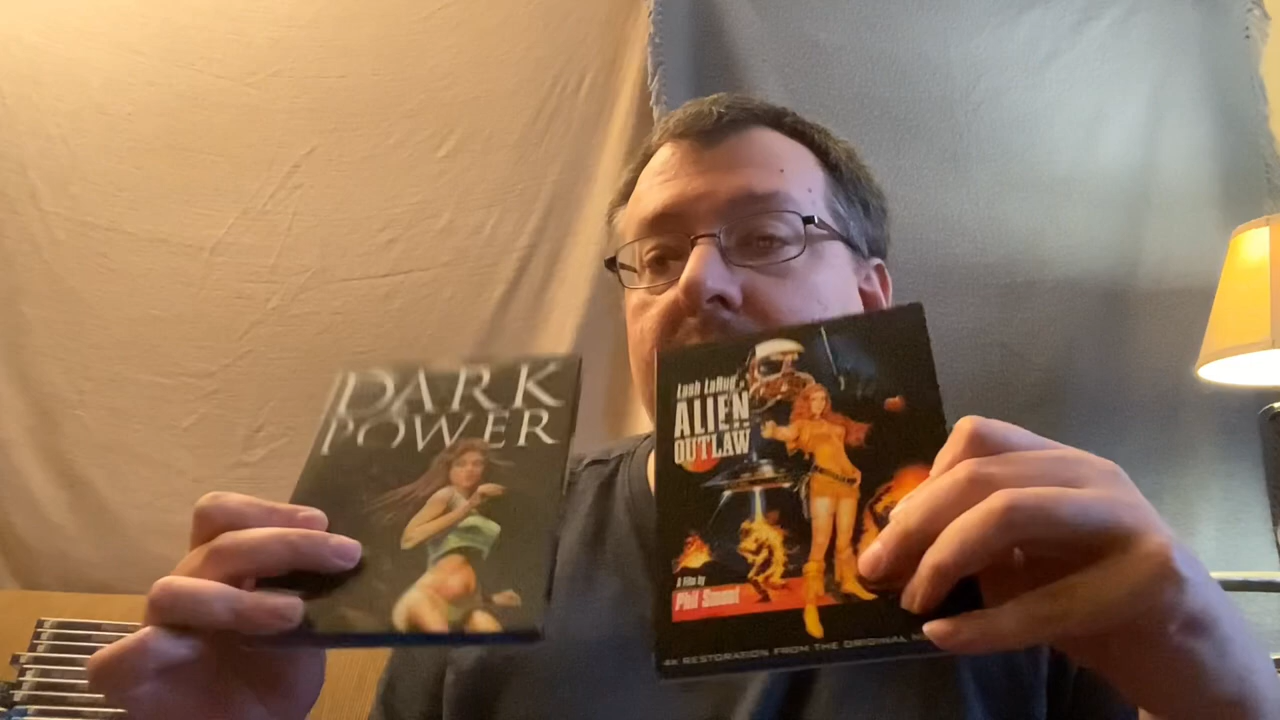 DARK
POWER
Lash LaRue
ALIEN
OUTLAW
A Film by
Phil Smoot
4K RESTORATION FROM THE ORIGINAL